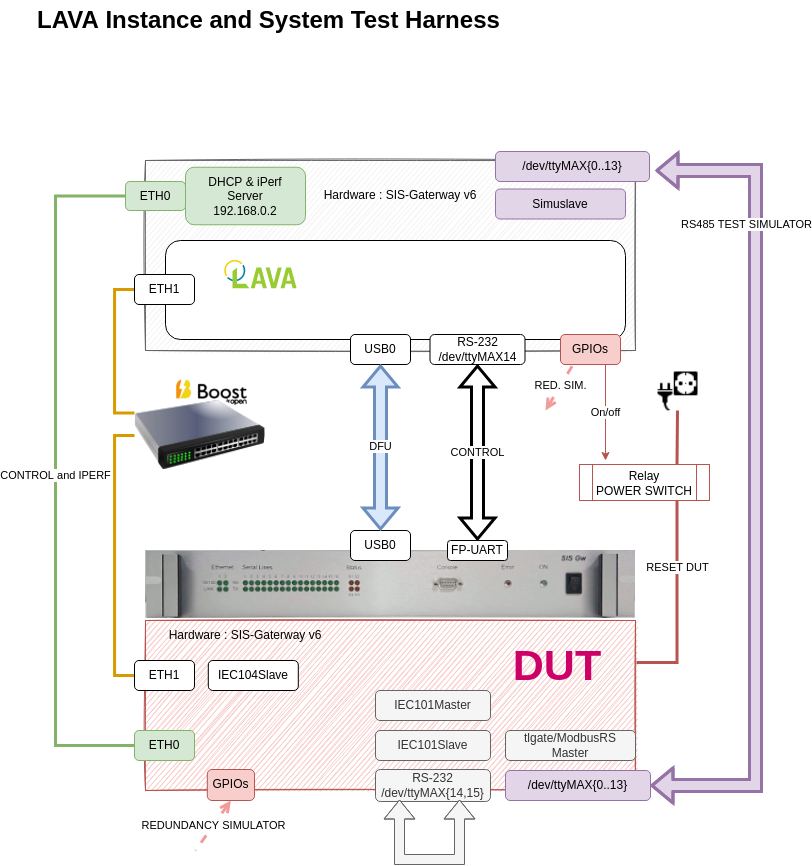 LAVA Instance and System Test Harness
/dev/ttyMAX{0..13}
ETH0
DHCP & iPerf
Server
192.168.0.2
Hardware : SIS-Gaterway v6
Simuslave
RS485 TEST SIMULATOR
LAVA
ETH1
USB0
RS-232
/dev/ttyMAX14
GPIOs
RED. SIM.
Boost
On/off
DFU
CONTROL
CONTROL and IPERF
Relay
POWER SWITCH
USB0
FP-UART
RESET DUT
SIS Gw
Ethernet
Serial Lines
Status
Console
Error
ON
Hardware : SIS-Gaterway v6
DUT
ETH1
IEC104Slave
IEC101Master
ETH0
IEC101Slave
tlgate/ModbusRS
Master
GPIOs
RS-232
/dev/ttyMAX{14,15}
/dev/ttyMAX{0..13}
REDUNDANCY SIMULATOR